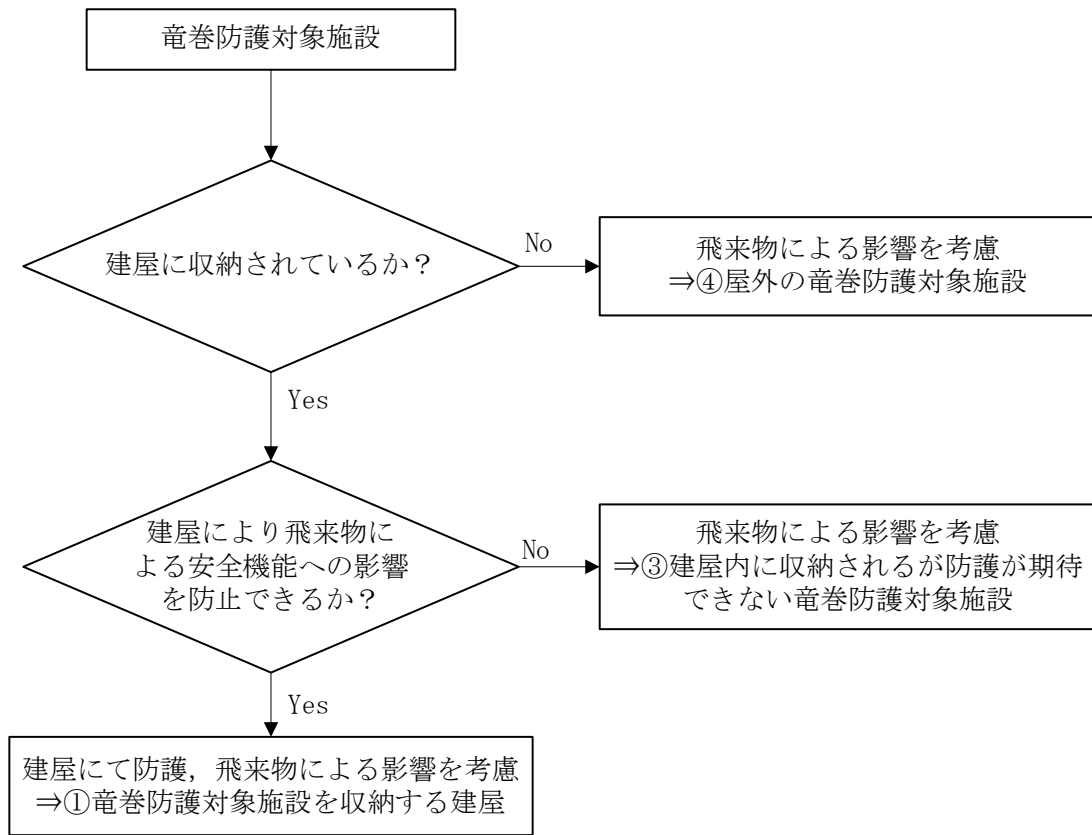 竜巻防護対象施設
建屋に収納されているか？
No
飛来物による影響を考慮
⇒④屋外の竜巻防護対象施設
Yes
建屋により飛来物に
よる安全機能への影響
を防止できるか？
No
飛来物による影響を考慮
⇒③建屋内に収納されるが防護が期待
できない竜巻防護対象施設
Yes
建屋にて防護，飛来物による影響を考慮
⇒①竜巻防護対象施設を収納する建屋